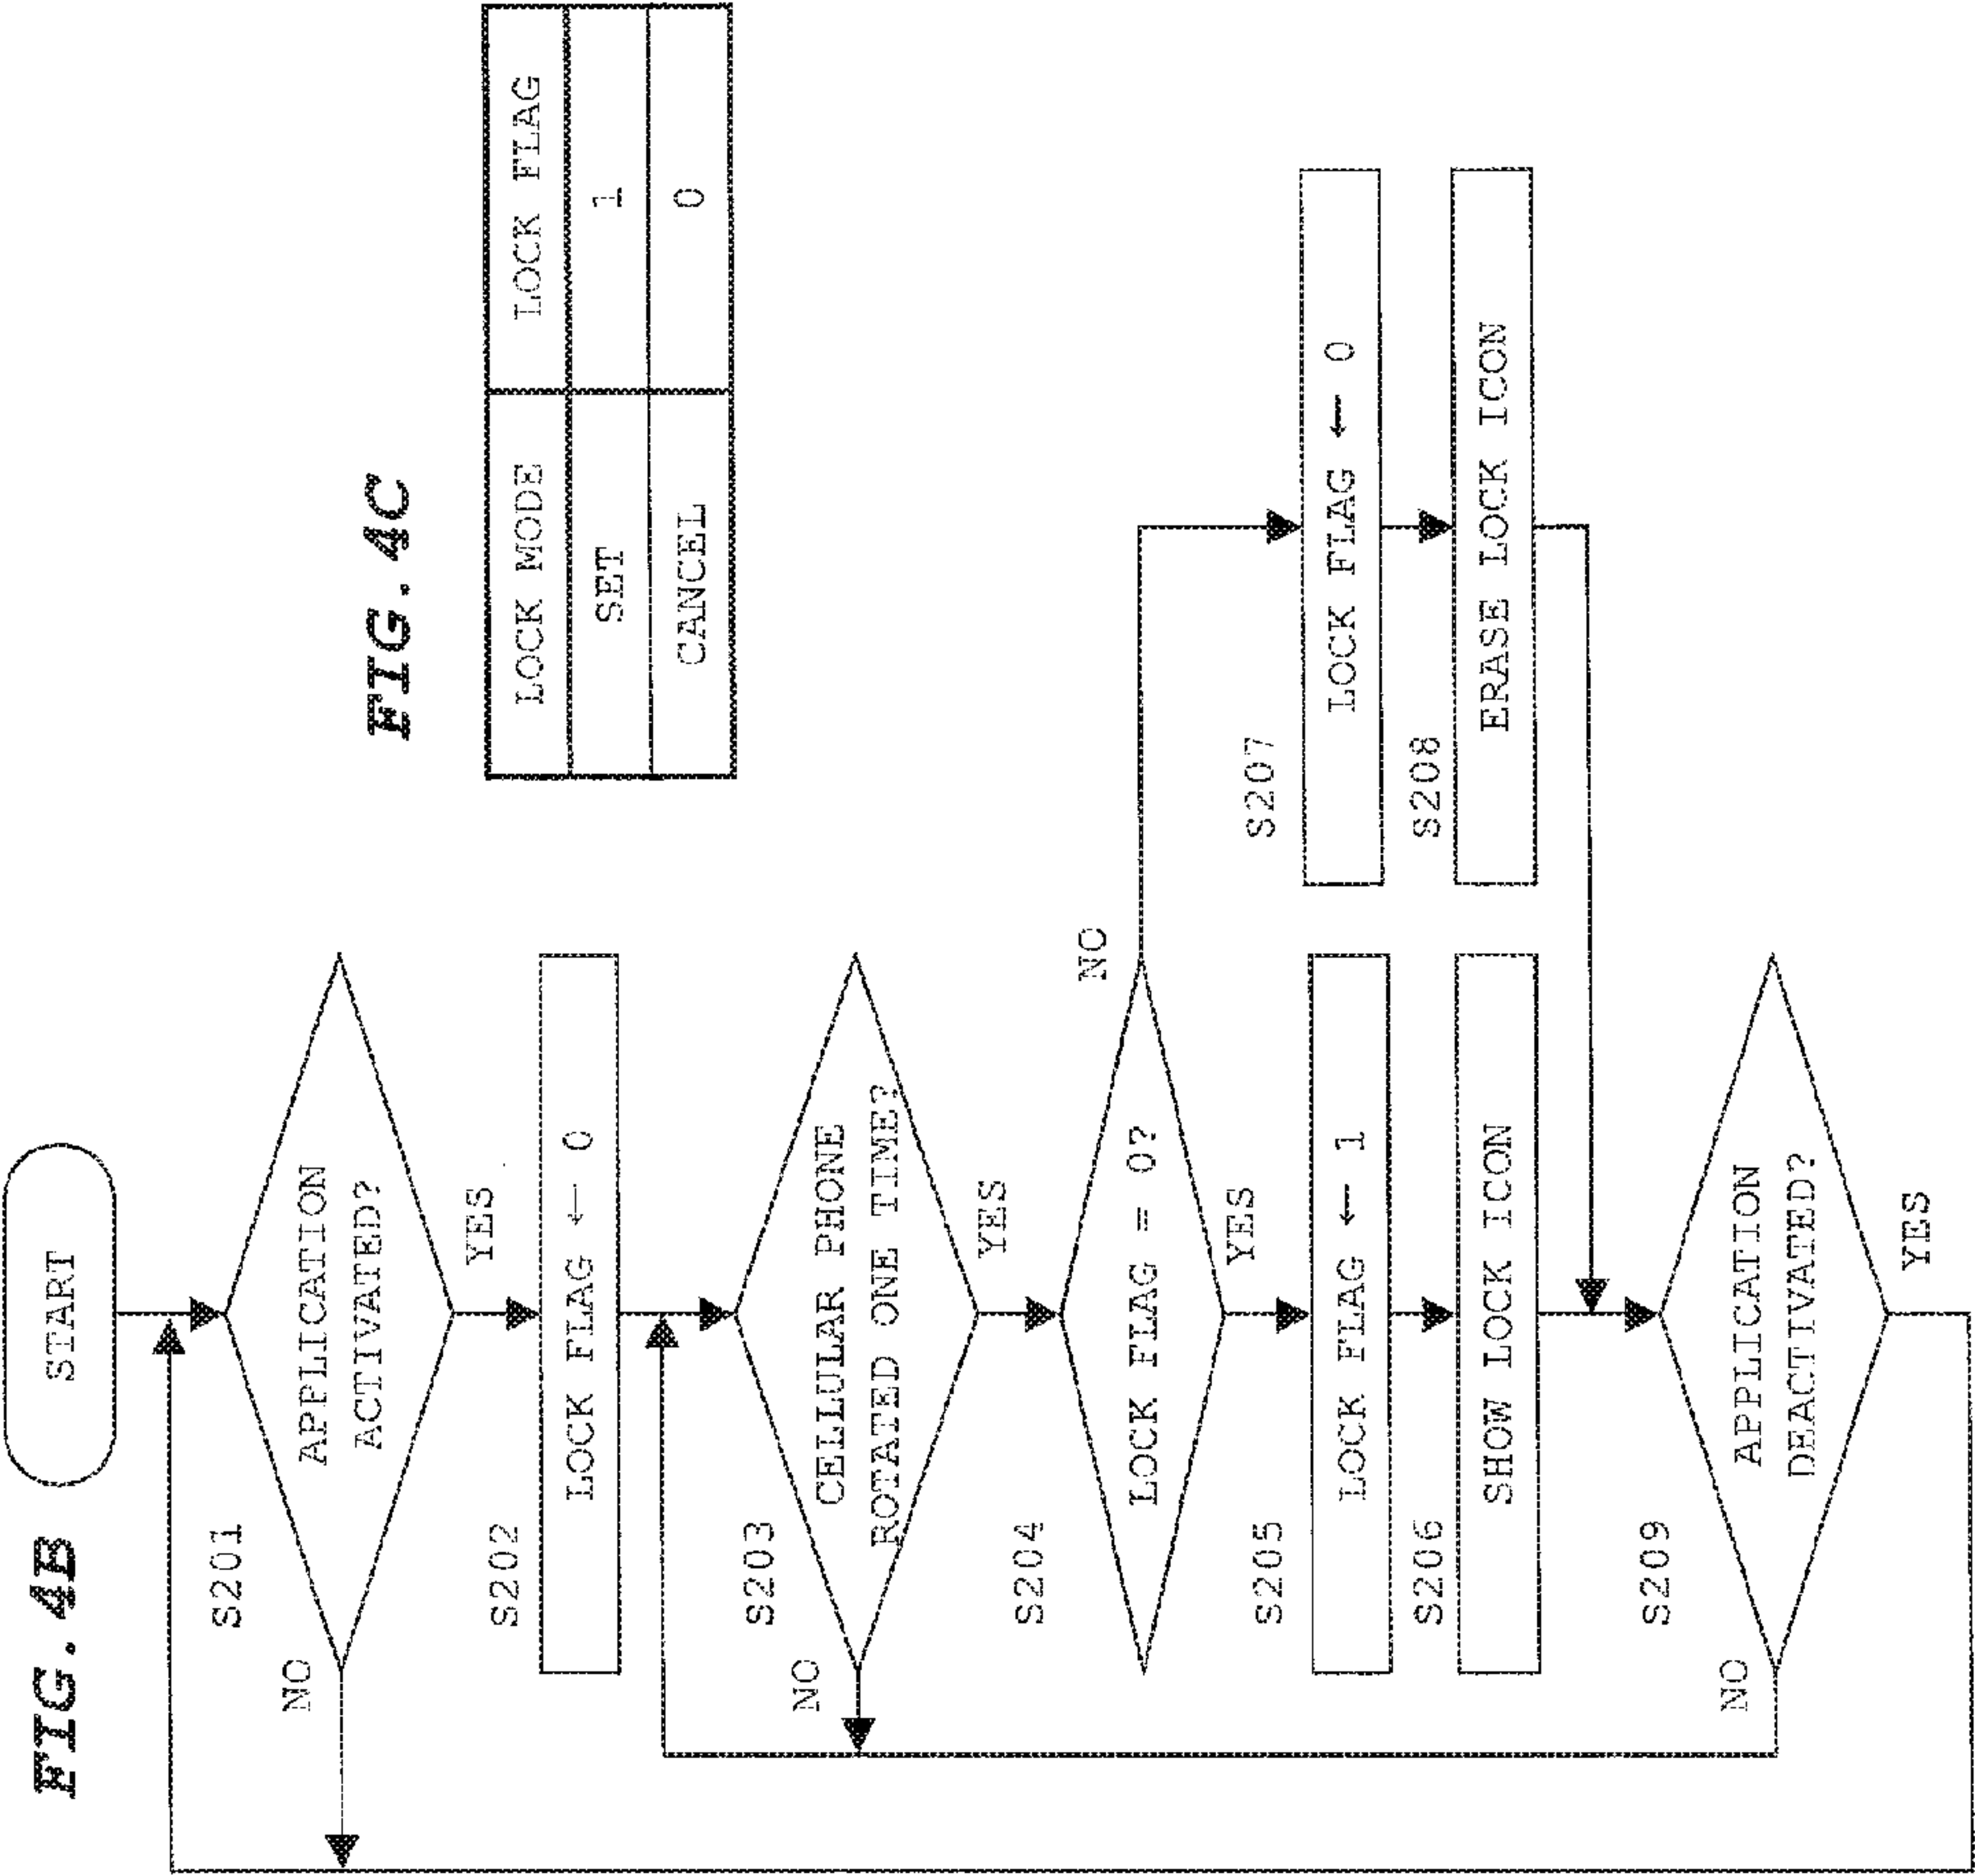 FIG.4B
START
S201
APPLICATION
ACTIVATED?
NO
YES
S202
LOCK FLAG ← 0
S203
CELLULAR PHONE
ROTATED ONE TIME?
NO
YES
S204
LOCK FLAG = 0?
NO
YES
S205
LOCK FLAG ← 1
S206
SHOW LOCK ICON
S207
LOCK FLAG ← 0
S208
ERASE LOCK ICON
S209
APPLICATION
DEACTIVATED?
NO
YES
FIG.4C
LOCK MODE LOCK FLAG
SET 1
CANCEL 0